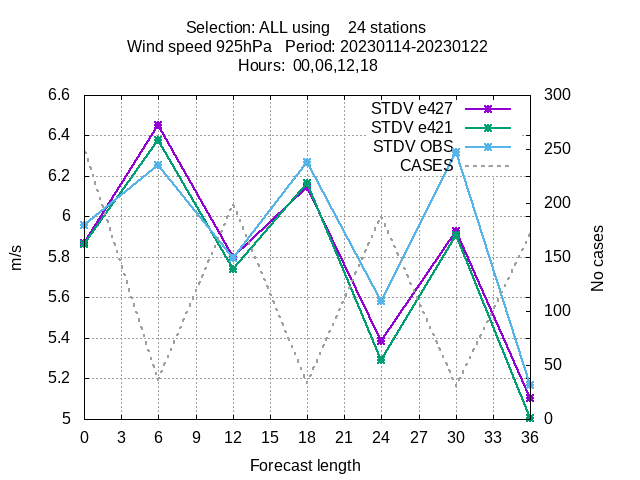 Selection: ALL using    24 stations
Wind speed 925hPa   Period: 20230114-20230122
Hours:  00,06,12,18
STDV e427
STDV e421
STDV OBS
CASES
6.6
6.4
6.2
6
5.8
5.6
5.4
5.2
5
m/s
300
250
200
150
100
50
0
No cases
0 3 6 9 12 15 18 21 24 27 30 33 36
Forecast length